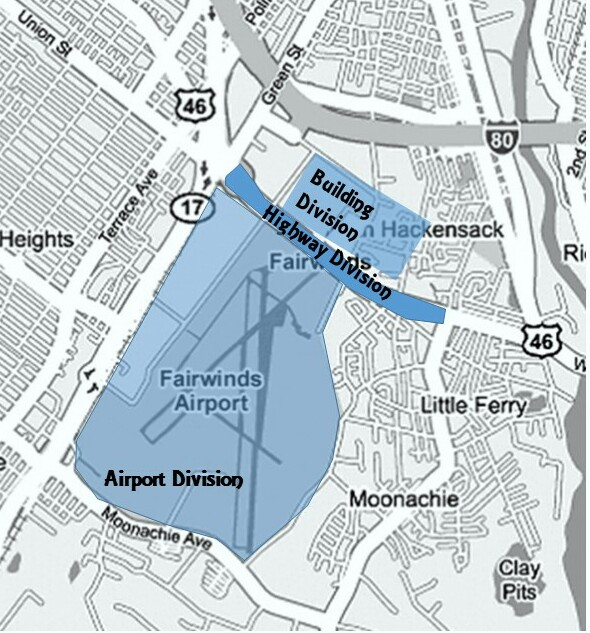 Union St
Green St
46
80
2nd S
Terrace Ave
17
Heights
Building
Division
Hackensack
Highway Division
46
Fairwinds
Airport
Little Ferry
Airport Division
Moonachie
Moonachie Ave
Clay
Pits